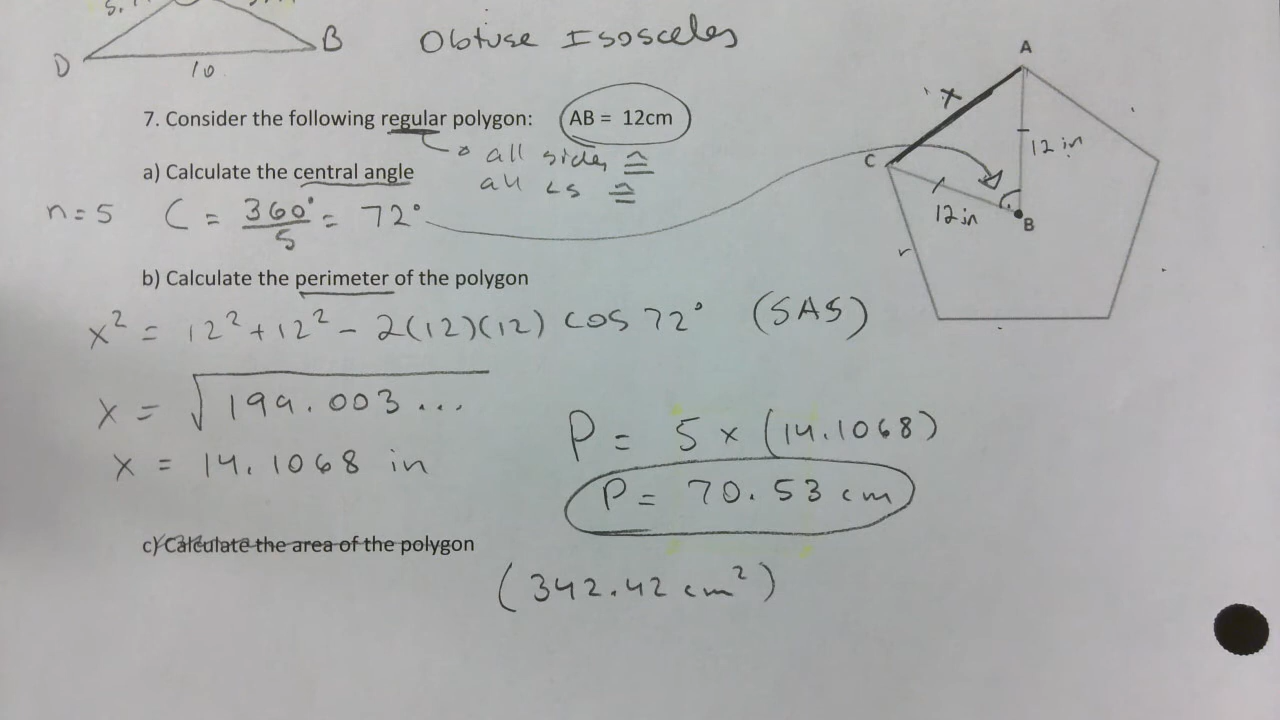 D
10
B
Obtuse Isosceles
7. Consider the following regular polygon: AB = 12cm
all sides ≅
all ∠s ≅
a) Calculate the central angle
n = 5 C = 360°/5 = 72°
b) Calculate the perimeter of the polygon
x² = 12² + 12² - 2(12)(12) cos 72° (SAS)
x = √199.003...
x = 14.1068 in
P = 5 x (14.1068)
P = 70.53 cm
c) Calculate the area of the polygon
(342.42 cm²)
A
x
12 in
C
12 in
B